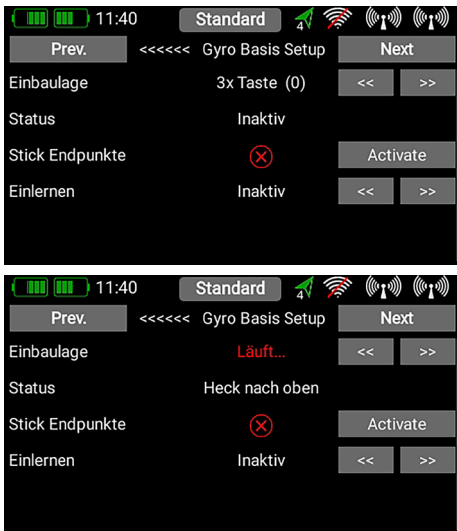 11:40 Standard 4
Prev. <<<<<< Gyro Basis Setup Next
Einbaulage 3x Taste (0) << >>
Status Inaktiv
Stick Endpunkte Activate
Einlernen Inaktiv << >>
11:40 Standard 4
Prev. <<<<<< Gyro Basis Setup Next
Einbaulage Läuft... << >>
Status Heck nach oben
Stick Endpunkte Activate
Einlernen Inaktiv << >>